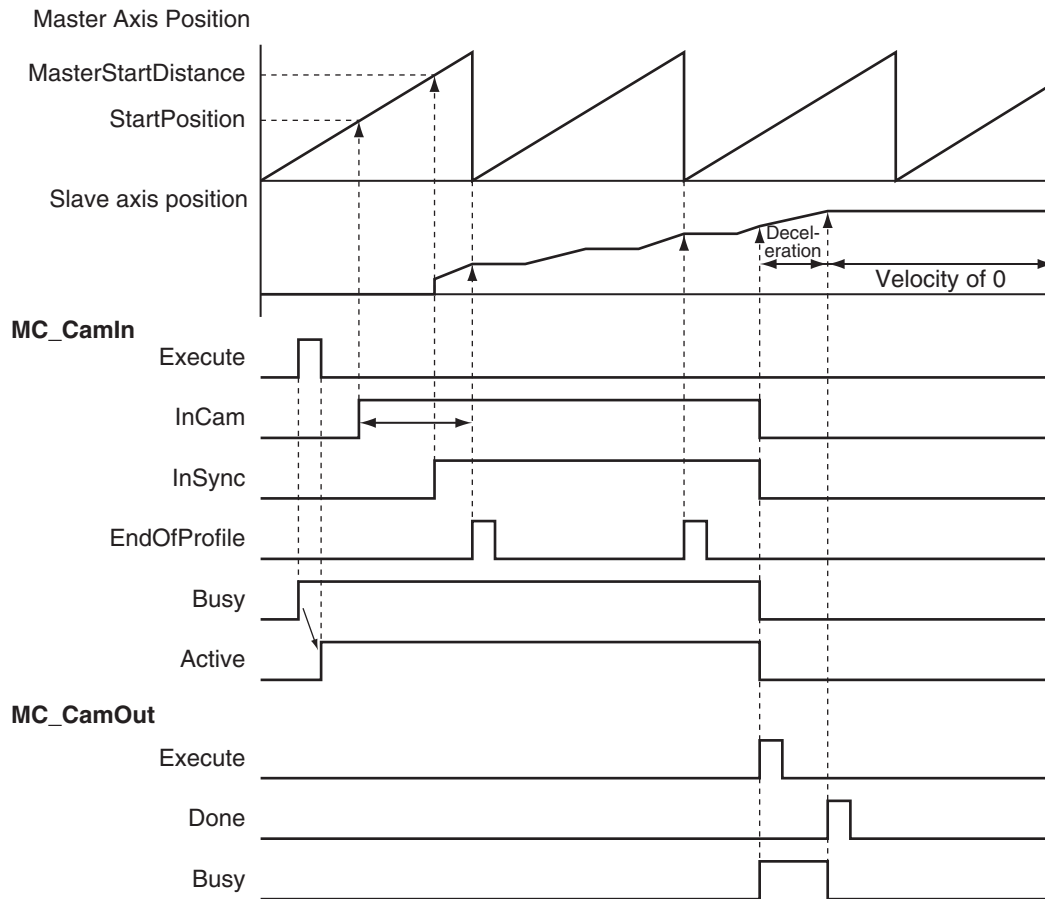 Master Axis Position
MasterStartDistance
StartPosition
Slave axis position
Decel-
eration
Velocity of 0
MC_CamIn
Execute
InCam
InSync
EndOfProfile
Busy
Active
MC_CamOut
Execute
Done
Busy